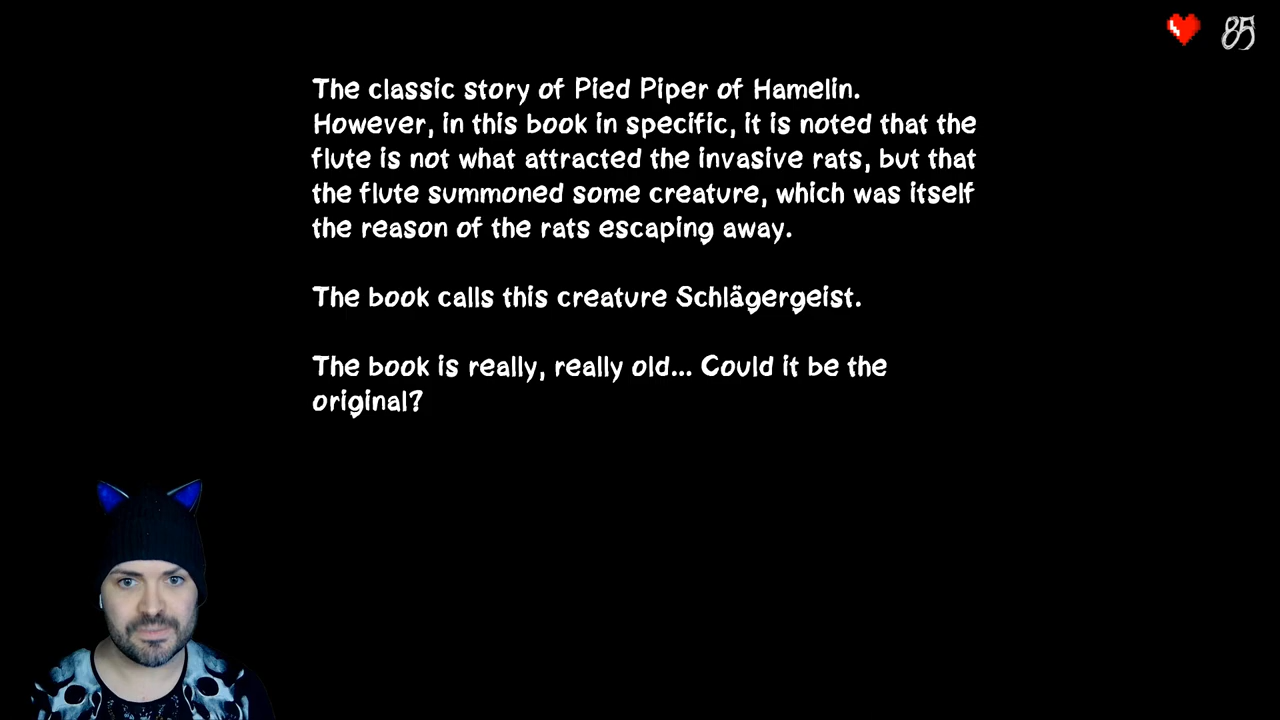 85
The classic story of Pied Piper of Hamelin.
However, in this book in specific, it is noted that the
flute is not what attracted the invasive rats, but that
the flute summoned some creature, which was itself
the reason of the rats escaping away.
The book calls this creature Schlägergeist.
The book is really, really old... Could it be the
original?